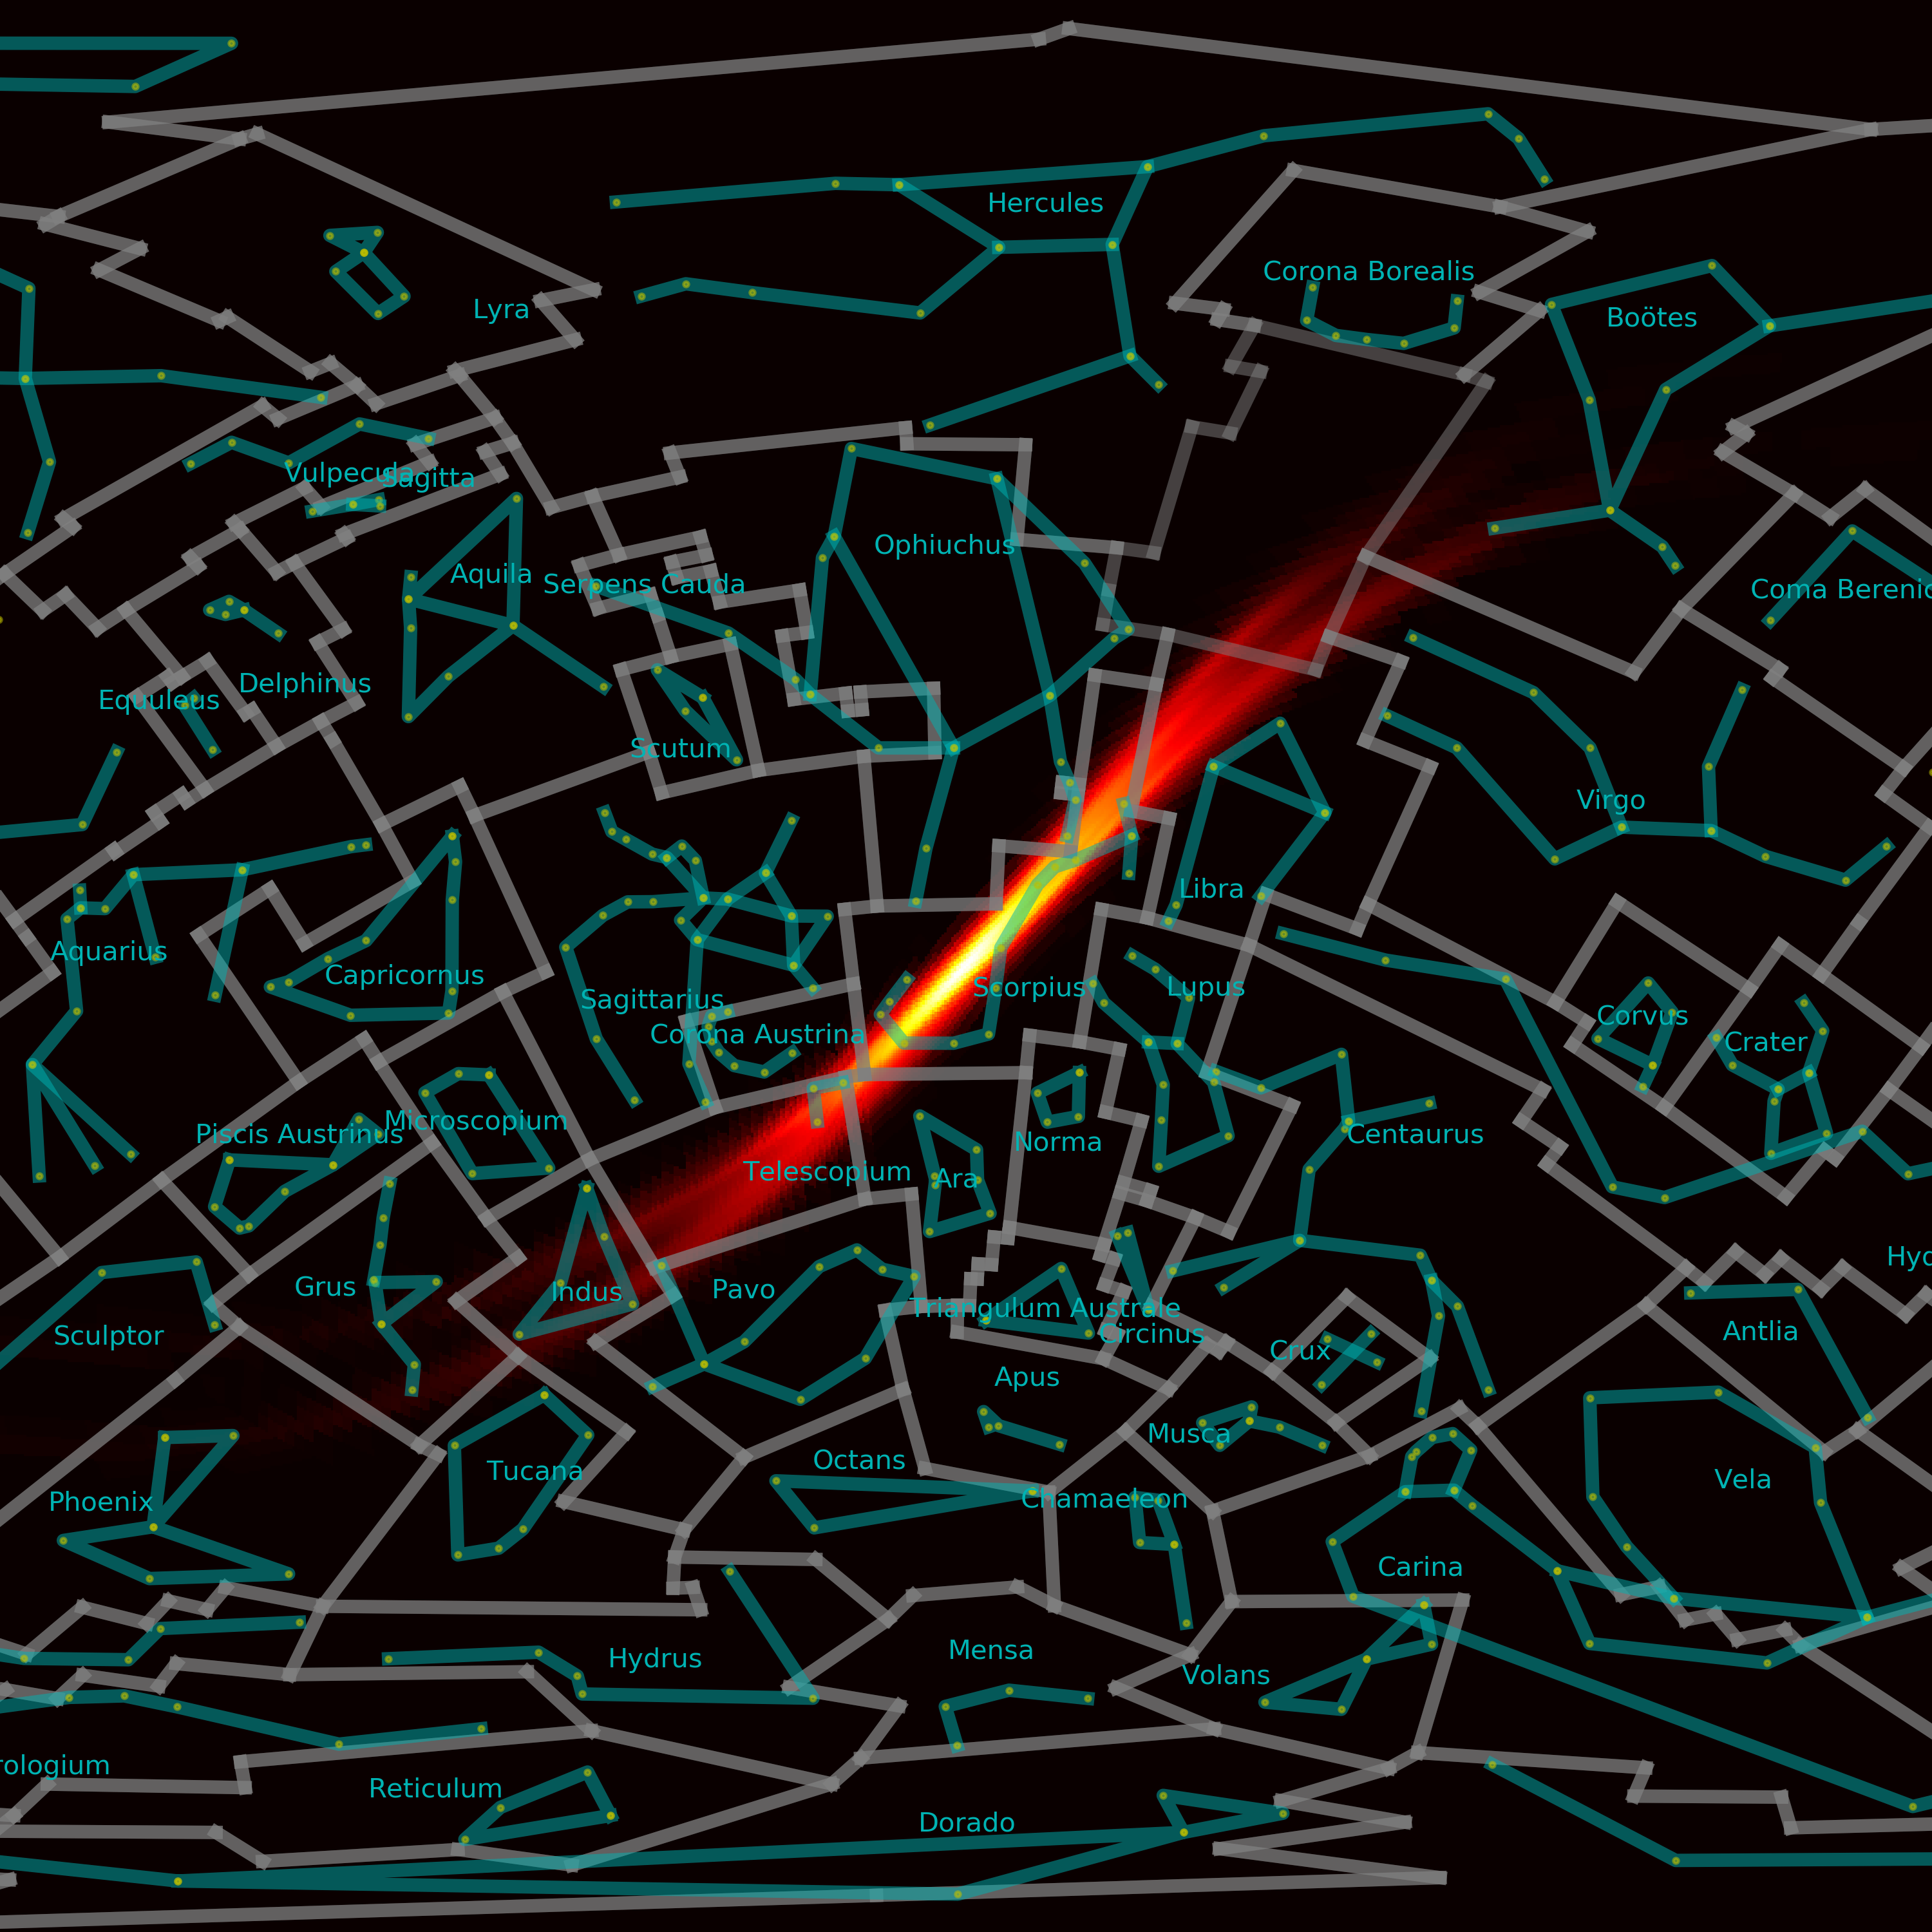 Hercules
Corona Borealis
Lyra
Boötes
Vulpecula
Sagitta
Ophiuchus
Aquila
Serpens Cauda
Coma Berenic
Delphinus
Equuleus
Scutum
Virgo
Libra
Aquarius
Capricornus
Sagittarius
Scorpius
Lupus
Corvus
Corona Austrina
Crater
Microscopium
Piscis Austrinus
Norma
Centaurus
Telescopium
Ara
Hyd
Grus
Indus
Pavo
Triangulum Australe
Sculptor
Circinus
Antlia
Crux
Apus
Musca
Octans
Tucana
Vela
Phoenix
Chamaeleon
Carina
Mensa
Hydrus
Volans
rologium
Reticulum
Dorado